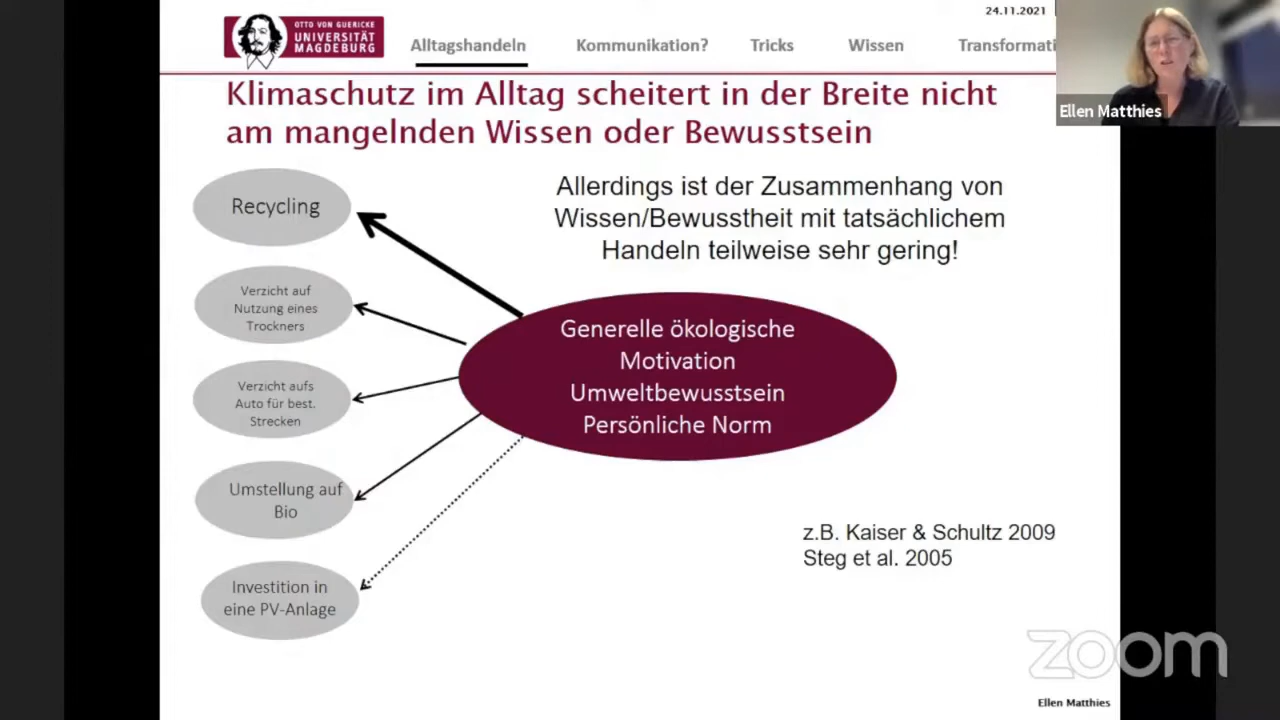 24.11.2021
OTTO VON GUERICKE
UNIVERSITÄT
MAGDEBURG
Alltagshandeln
Kommunikation?
Tricks
Wissen
Transformati
Ellen Matthies
Klimaschutz im Alltag scheitert in der Breite nicht
am mangelnden Wissen oder Bewusstsein
Allerdings ist der Zusammenhang von
Wissen/Bewusstheit mit tatsächlichem
Handeln teilweise sehr gering!
Recycling
Verzicht auf
Nutzung eines
Trockners
Verzicht aufs
Auto für best.
Strecken
Umstellung auf
Bio
Investition in
eine PV-Anlage
Generelle ökologische
Motivation
Umweltbewusstsein
Persönliche Norm
z.B. Kaiser & Schultz 2009
Steg et al. 2005
zoom
Ellen Matthies